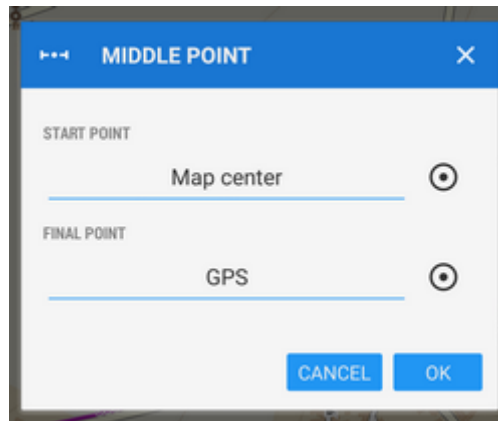 MIDDLE POINT
START POINT
Map center
FINAL POINT
GPS
CANCEL OK